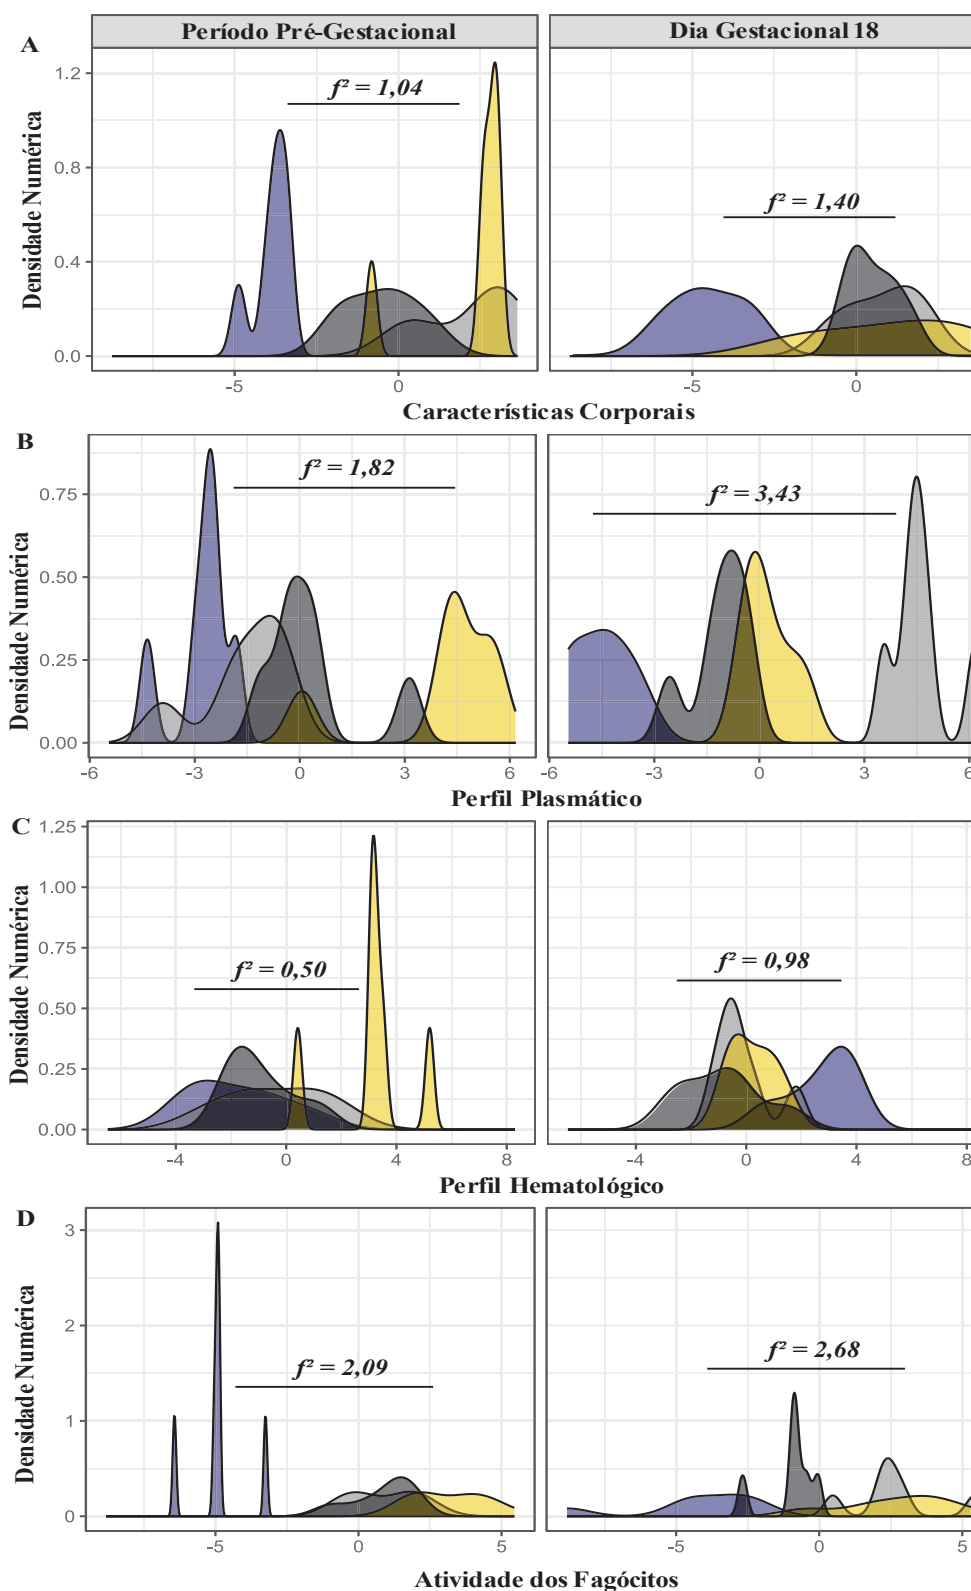 A
Período Pré-Gestacional
Dia Gestacional 18
Densidade Numérica
1.2
0.8
0.4
0.0
f² = 1,04
f² = 1,40
-5
0
-5
0
Características Corporais
B
Densidade Numérica
0.75
0.50
0.25
0.00
f² = 1,82
f² = 3,43
-6
-3
0
3
6
-6
-3
0
3
6
Perfil Plasmático
C
Densidade Numérica
1.25
1.00
0.75
0.50
0.25
0.00
f² = 0,50
f² = 0,98
-4
0
4
8
-4
0
4
8
Perfil Hematológico
D
Densidade Numérica
3
2
1
0
f² = 2,09
f² = 2,68
-5
0
5
-5
0
5
Atividade dos Fagócitos